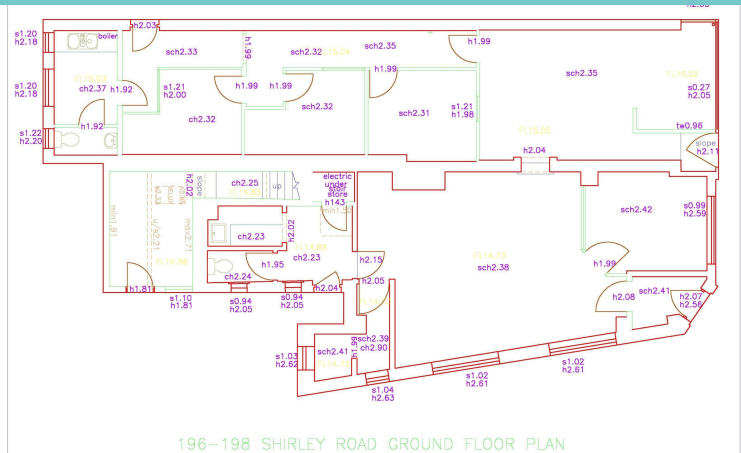 h2.03
s1.20
h2.18
boiler
sch2.33
h1.99
sch2.32
FL15.04
sch2.35
h1.99
FL15.03
ch2.37
s1.20
h2.18
h1.92
s1.21
h2.00
h1.99
h1.99
h1.99
sch2.35
FL15.02
s0.27
h2.05
ch2.32
sch2.32
sch2.31
s1.21
h1.98
h1.92
s1.22
h2.20
FL15.05
tw0.96
slope
h2.11
h2.04
electric
under
stair
store
h143
slope
h2.02
ch2.25
up
min1.91
u/s2.21
max2.71
ch2.23
h2.02
ch2.23
sch2.42
s0.99
h2.59
FL14.73
sch2.38
h2.15
h1.95
ch2.24
h2.05
h1.99
h1.81
s1.10
h1.81
s0.94
h2.05
s0.94
h2.05
h2.04
h2.08
sch2.41
h2.07
h2.56
s1.03
h2.62
sch2.41
h1.99
sch2.39
ch2.90
s1.04
h2.63
s1.02
h2.61
s1.02
h2.61
196-198 SHIRLEY ROAD GROUND FLOOR PLAN